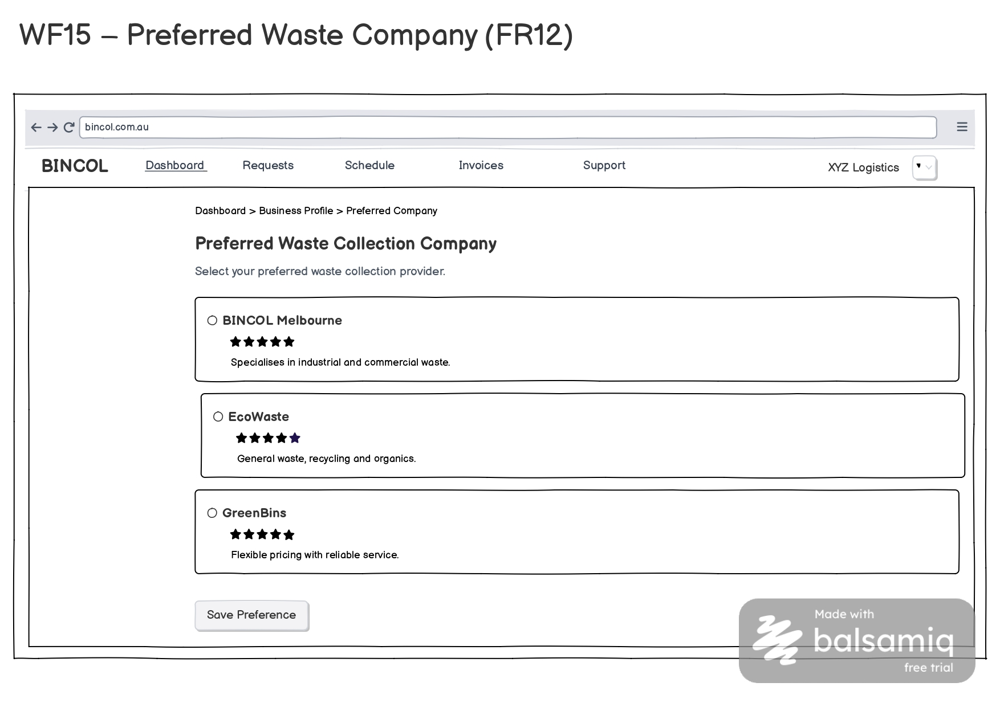 WF15 – Preferred Waste Company (FR12)
bincol.com.au
BINCOL Dashboard Requests Schedule Invoices Support XYZ Logistics
Dashboard > Business Profile > Preferred Company
Preferred Waste Collection Company
Select your preferred waste collection provider.
BINCOL Melbourne
Specialises in industrial and commercial waste.
EcoWaste
General waste, recycling and organics.
GreenBins
Flexible pricing with reliable service.
Save Preference
Made with
balsamiq
free trial